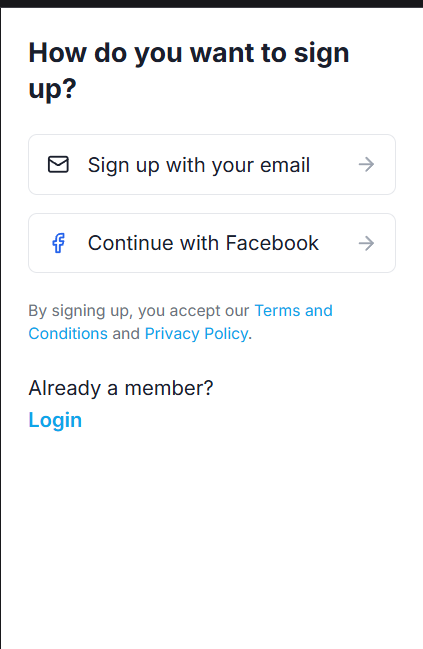 How do you want to sign
up?
Sign up with your email
Continue with Facebook
By signing up, you accept our Terms and
Conditions and Privacy Policy.
Already a member?
Login